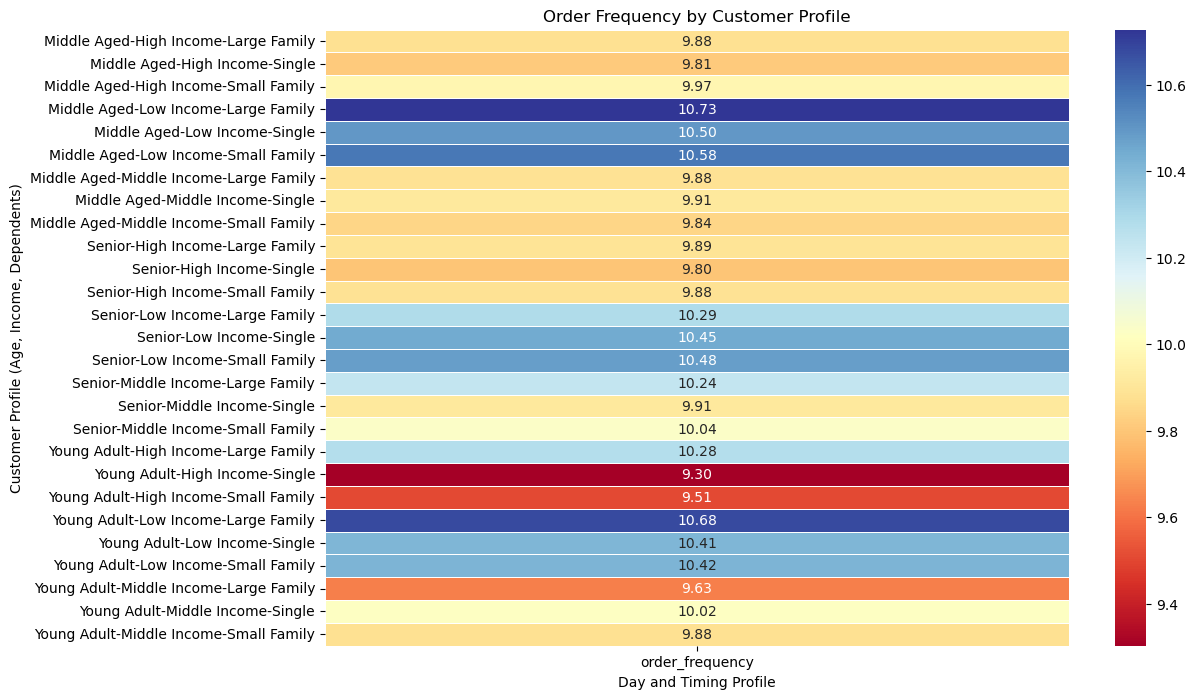 Order Frequency by Customer Profile
Customer Profile (Age, Income, Dependents)
Middle Aged-High Income-Large Family 9.88
Middle Aged-High Income-Single 9.81
Middle Aged-High Income-Small Family 9.97
Middle Aged-Low Income-Large Family 10.73
Middle Aged-Low Income-Single 10.50
Middle Aged-Low Income-Small Family 10.58
Middle Aged-Middle Income-Large Family 9.88
Middle Aged-Middle Income-Single 9.91
Middle Aged-Middle Income-Small Family 9.84
Senior-High Income-Large Family 9.89
Senior-High Income-Single 9.80
Senior-High Income-Small Family 9.88
Senior-Low Income-Large Family 10.29
Senior-Low Income-Single 10.45
Senior-Low Income-Small Family 10.48
Senior-Middle Income-Large Family 10.24
Senior-Middle Income-Single 9.91
Senior-Middle Income-Small Family 10.04
Young Adult-High Income-Large Family 10.28
Young Adult-High Income-Single 9.30
Young Adult-High Income-Small Family 9.51
Young Adult-Low Income-Large Family 10.68
Young Adult-Low Income-Single 10.41
Young Adult-Low Income-Small Family 10.42
Young Adult-Middle Income-Large Family 9.63
Young Adult-Middle Income-Single 10.02
Young Adult-Middle Income-Small Family 9.88
order_frequency
Day and Timing Profile
10.6
10.4
10.2
10.0
9.8
9.6
9.4